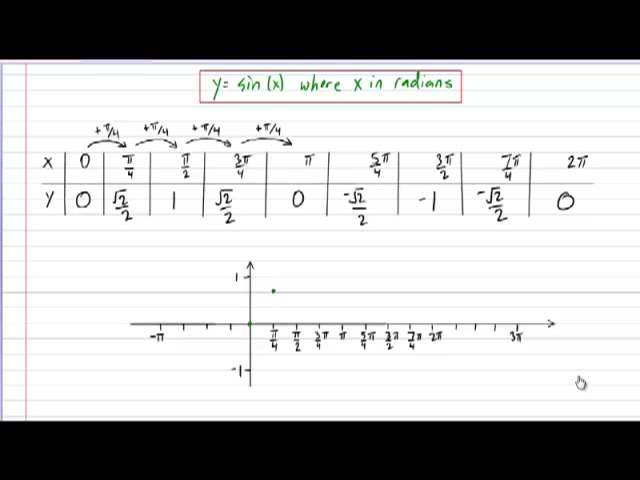 y = sin(x) where x in radians
+π/4 +π/4 +π/4 +π/4
X 0 π/4 π/2 3π/4 π 5π/4 3π/2 7π/4 2π
Y 0 √2/2 1 √2/2 0 -√2/2 -1 -√2/2 0
1
-π π/4 π/2 3π/4 π 5π/4 3π/2 7π/4 2π 3π
-1